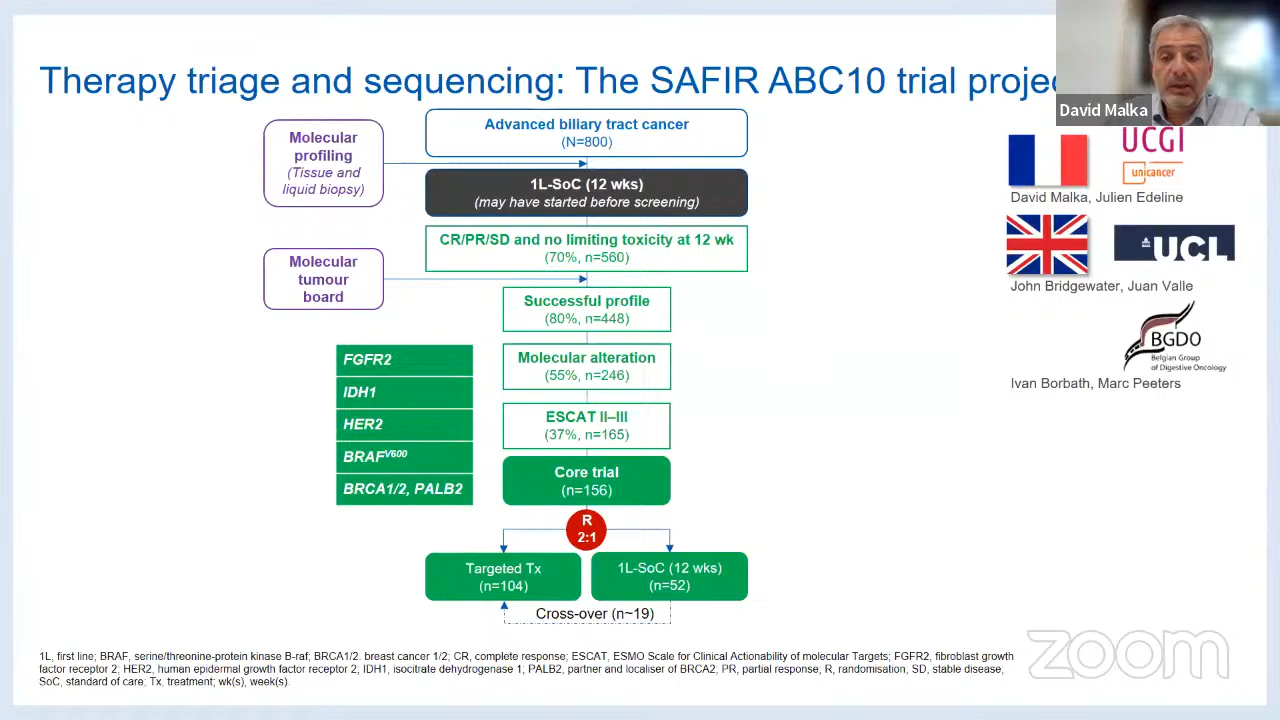 Therapy triage and sequencing: The SAFIR ABC10 trial projec
David Malka
Molecular
profiling
(Tissue and
liquid biopsy)
Advanced biliary tract cancer
(N=800)
1L-SoC (12 wks)
(may have started before screening)
CR/PR/SD and no limiting toxicity at 12 wk
(70%, n=560)
Molecular
tumour
board
Successful profile
(80%, n=448)
Molecular alteration
(55%, n=246)
ESCAT II–III
(37%, n=165)
Core trial
(n=156)
FGFR2
IDH1
HER2
BRAFV600
BRCA1/2, PALB2
R
2:1
Targeted Tx
(n=104)
1L-SoC (12 wks)
(n=52)
Cross-over (n~19)
UCGI
unicancer
David Malka, Julien Edeline
UCL
John Bridgewater, Juan Valle
BGDO
Belgian Group
of Digestive Oncology
Ivan Borbath, Marc Peeters
1L, first line; BRAF, serine/threonine-protein kinase B-raf; BRCA1/2. breast cancer 1/2; CR, complete response; ESCAT, ESMO Scale for Clinical Actionability of molecular Targets; FGFR2, fibroblast growth
factor receptor 2; HER2, human epidermal growth factor receptor 2; IDH1, isocitrate dehydrogenase 1; PALB2, partner and localiser of BRCA2, PR, partial response; R, randomisation, SD, stable disease,
SoC, standard of care; Tx, treatment; wk(s), week(s).
zoom